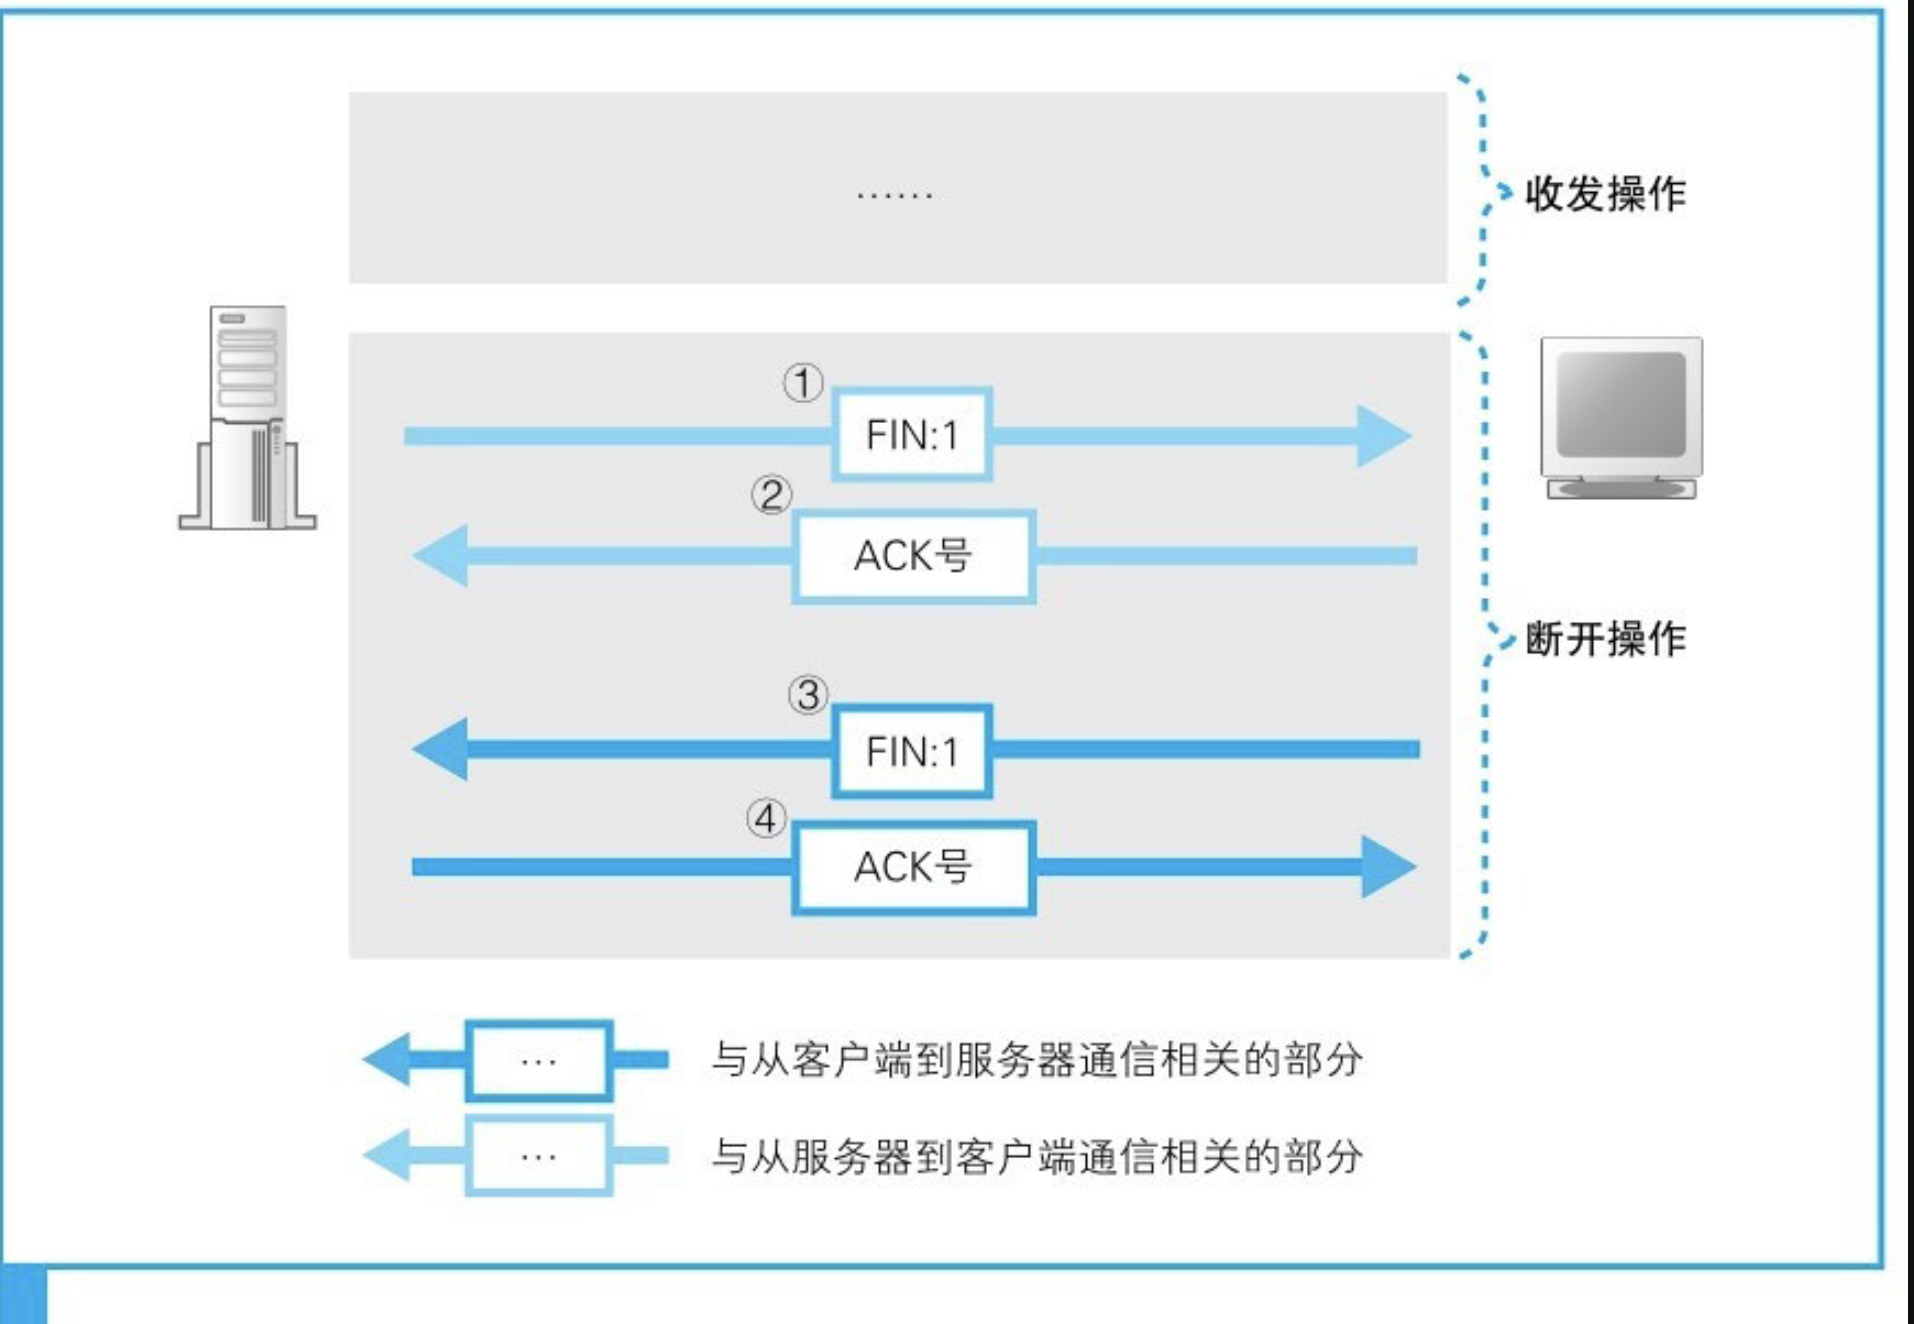 ……
收发操作
①
FIN:1
②
ACK号
断开操作
③
FIN:1
④
ACK号
…
与从客户端到服务器通信相关的部分
…
与从服务器到客户端通信相关的部分